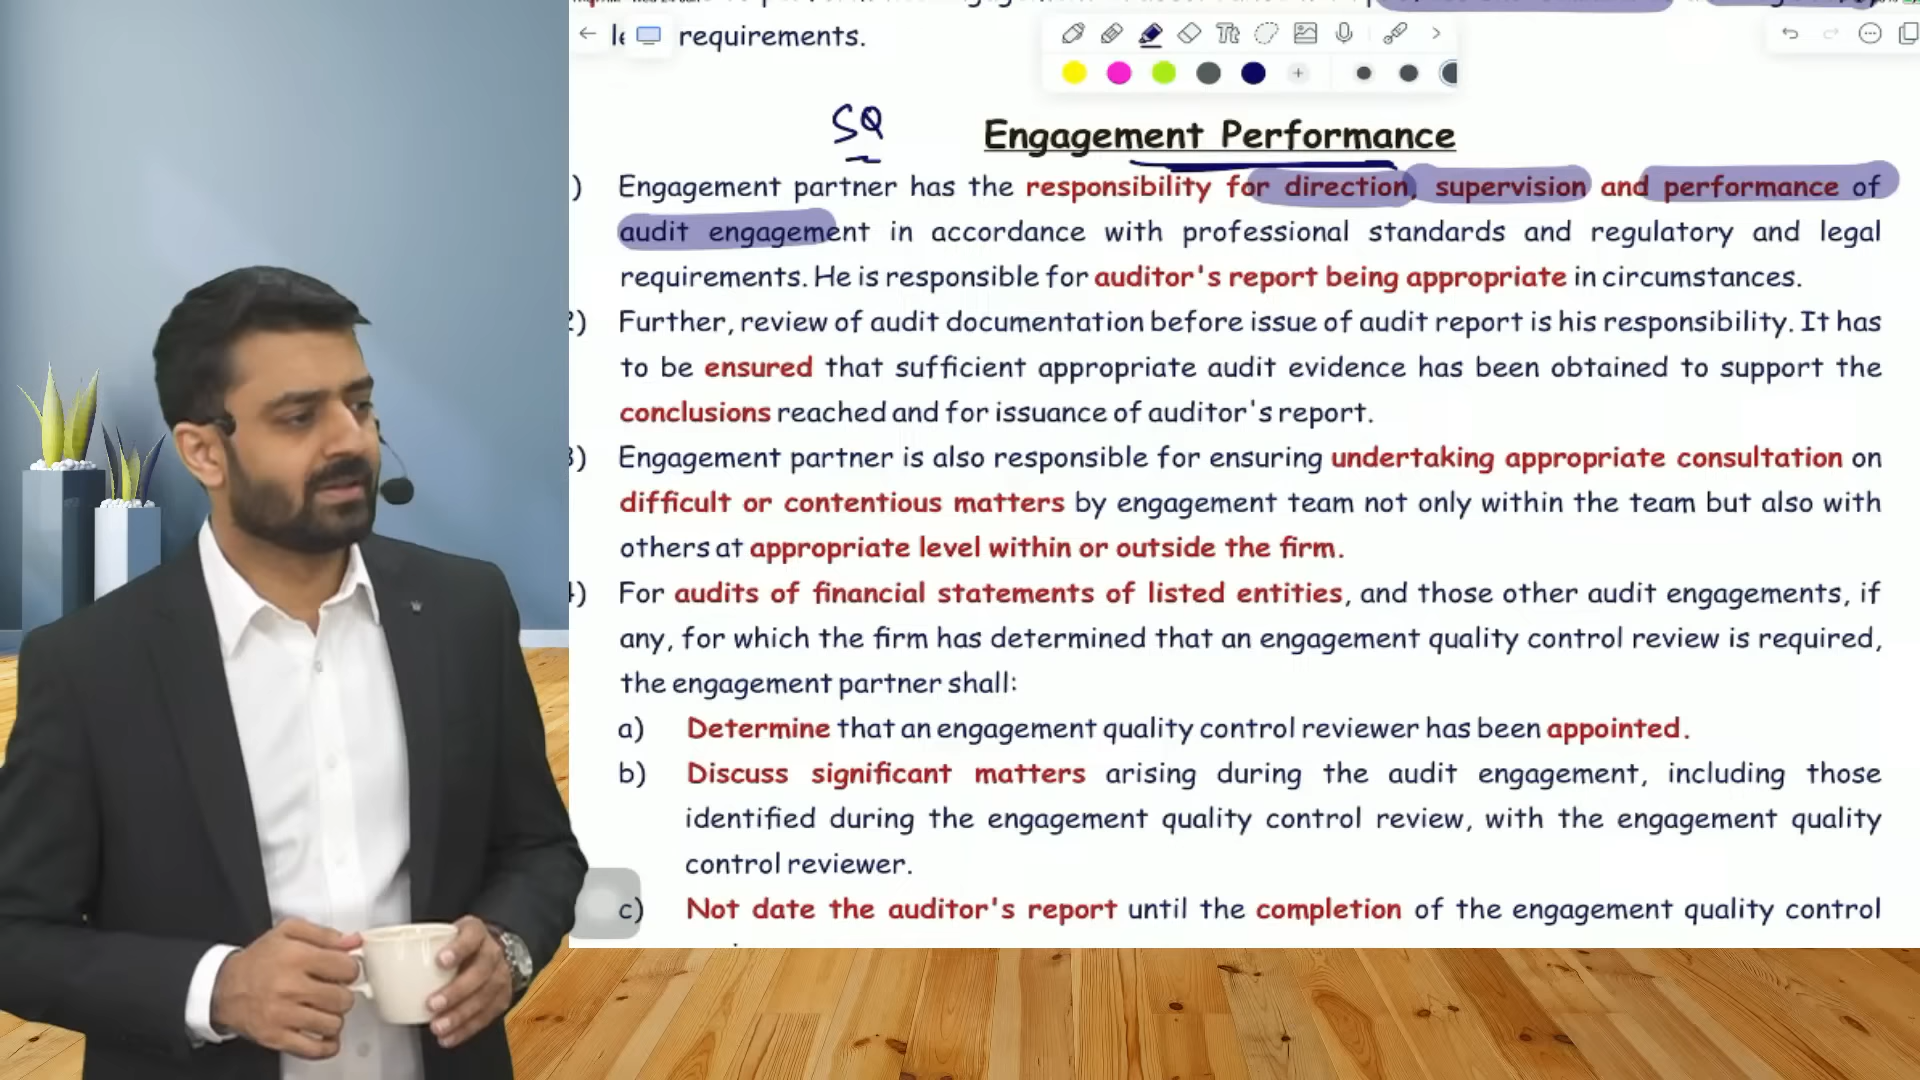 requirements.
Tt
SQ
Engagement Performance
) Engagement partner has the responsibility for direction, supervision and performance of
audit engagement in accordance with professional standards and regulatory and legal
requirements. He is responsible for auditor's report being appropriate in circumstances.
2) Further, review of audit documentation before issue of audit report is his responsibility. It has
to be ensured that sufficient appropriate audit evidence has been obtained to support the
conclusions reached and for issuance of auditor's report.
3) Engagement partner is also responsible for ensuring undertaking appropriate consultation on
difficult or contentious matters by engagement team not only within the team but also with
others at appropriate level within or outside the firm.
4) For audits of financial statements of listed entities, and those other audit engagements, if
any, for which the firm has determined that an engagement quality control review is required,
the engagement partner shall:
a) Determine that an engagement quality control reviewer has been appointed.
b) Discuss significant matters arising during the audit engagement, including those
identified during the engagement quality control review, with the engagement quality
control reviewer.
c) Not date the auditor's report until the completion of the engagement quality control